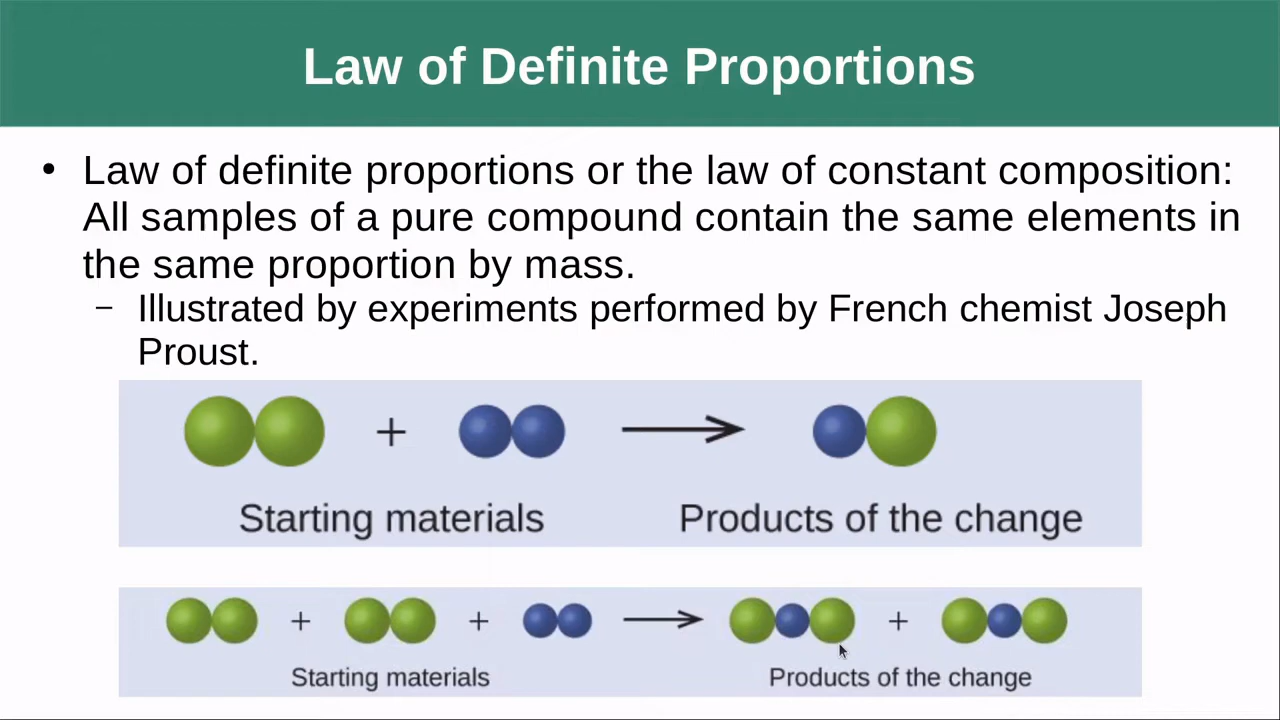 Law of Definite Proportions
• Law of definite proportions or the law of constant composition:
All samples of a pure compound contain the same elements in
the same proportion by mass.
– Illustrated by experiments performed by French chemist Joseph
Proust.
+
Starting materials
Products of the change
+ + +
Starting materials
Products of the change